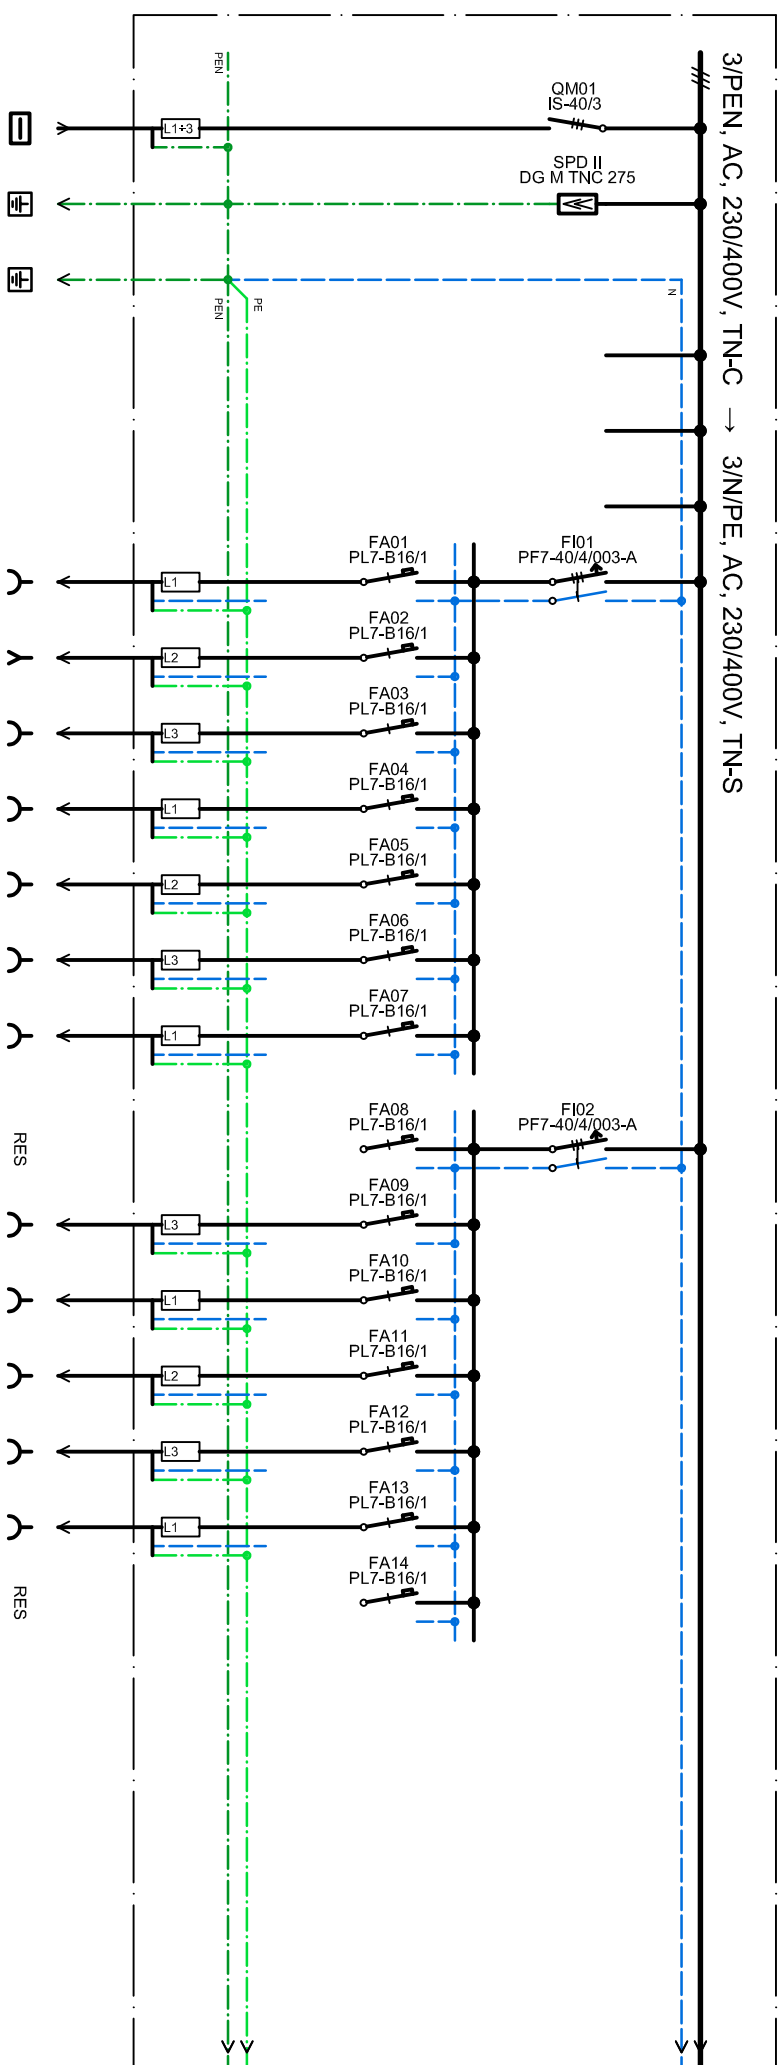 3/PEN, AC, 230/400V, TN-C → 3/N/PE, AC, 230/400V, TN-S
PEN
QM01
IS-40/3
L1÷3
SPD II
DG M TNC 275
N
PE
PEN
FA01
PL7-B16/1
FI01
PF7-40/4/003-A
L1
FA02
PL7-B16/1
L2
FA03
PL7-B16/1
L3
FA04
PL7-B16/1
L1
FA05
PL7-B16/1
L2
FA06
PL7-B16/1
L3
FA07
PL7-B16/1
L1
FA08
PL7-B16/1
FI02
PF7-40/4/003-A
RES
FA09
PL7-B16/1
L3
FA10
PL7-B16/1
L1
FA11
PL7-B16/1
L2
FA12
PL7-B16/1
L3
FA13
PL7-B16/1
L1
FA14
PL7-B16/1
RES